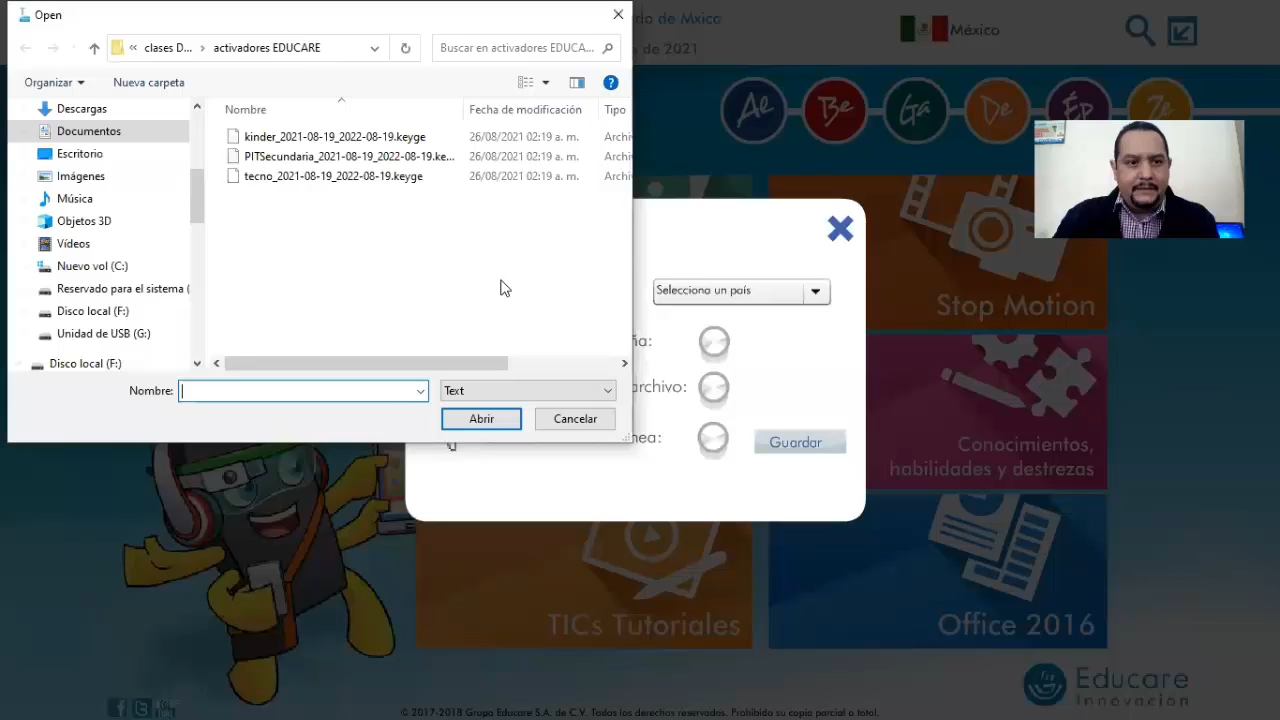 Open
do de Mxico
México
« clases D... › activadores EDUCARE
Buscar en activadores EDUCA...
s de 2021
Organizar
Nueva carpeta
Ae
Be
Ga
De
Ép
Ze
Descargas
Documentos
Escritorio
Imágenes
Música
Objetos 3D
Vídeos
Nuevo vol (C:)
Reservado para el sistema (
Disco local (F:)
Unidad de USB (G:)
Disco local (F:)
Nombre
Fecha de modificación
Tipo
kinder_2021-08-19_2022-08-19.keyge
26/08/2021 02:19 a. m.
Archi
PITSecundaria_2021-08-19_2022-08-19.ke...
26/08/2021 02:19 a. m.
Archi
tecno_2021-08-19_2022-08-19.keyge
26/08/2021 02:19 a. m.
Archi
Selecciona un país
Stop Motion
ña:
archivo:
nea:
Guardar
Nombre:
Text
Abrir
Cancelar
Conocimientos,
habilidades y destrezas
TICs Tutoriales
Office 2016
Educare
Innovación
© 2017-2018 Grupo Educare S.A. de C.V. Todos los derechos reservados. Prohibido su copia parcial o total.